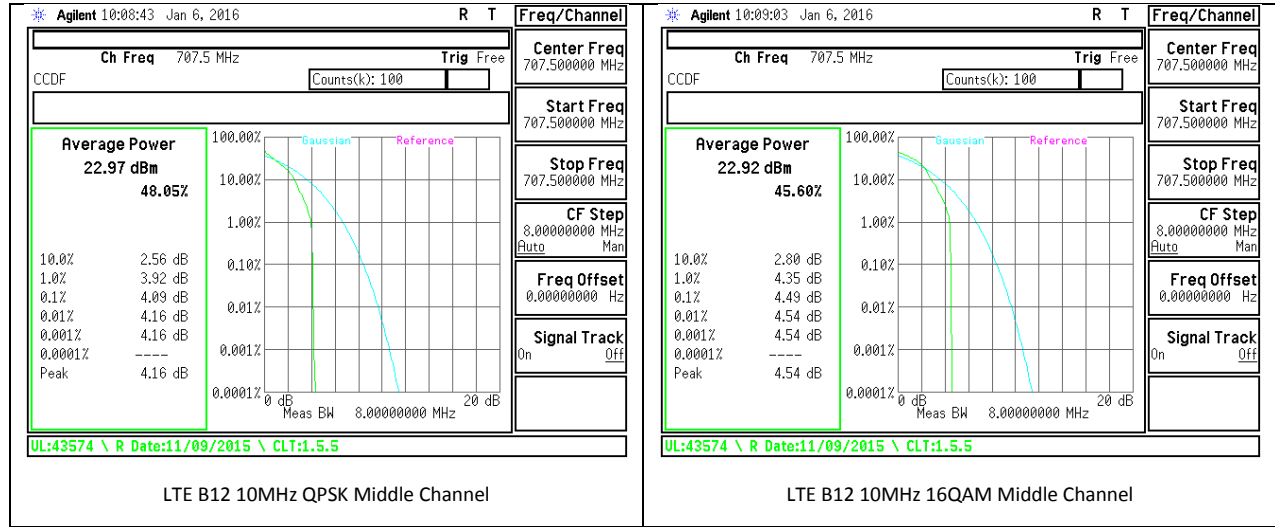 Agilent 10:08:43 Jan 6, 2016 R T Freq/Channel
Ch Freq 707.5 MHz Trig Free
CCDF Counts(k): 100
Center Freq
707.500000 MHz
Start Freq
707.500000 MHz
Stop Freq
707.500000 MHz
CF Step
8.00000000 MHz
Auto Man
Freq Offset
0.00000000 Hz
Signal Track
On Off
Average Power
22.97 dBm
48.05%
10.0% 2.56 dB
1.0% 3.92 dB
0.1% 4.09 dB
0.01% 4.16 dB
0.001% 4.16 dB
0.0001% ----
Peak 4.16 dB
Gaussian Reference
100.00%
10.00%
1.00%
0.10%
0.01%
0.001%
0.0001%
0 dB 20 dB
Meas BW 8.00000000 MHz
UL:43574 \ R Date:11/09/2015 \ CLT:1.5.5
LTE B12 10MHz QPSK Middle Channel
Agilent 10:09:03 Jan 6, 2016 R T Freq/Channel
Ch Freq 707.5 MHz Trig Free
CCDF Counts(k): 100
Center Freq
707.500000 MHz
Start Freq
707.500000 MHz
Stop Freq
707.500000 MHz
CF Step
8.00000000 MHz
Auto Man
Freq Offset
0.00000000 Hz
Signal Track
On Off
Average Power
22.92 dBm
45.60%
10.0% 2.80 dB
1.0% 4.35 dB
0.1% 4.49 dB
0.01% 4.54 dB
0.001% 4.54 dB
0.0001% ----
Peak 4.54 dB
Gaussian Reference
100.00%
10.00%
1.00%
0.10%
0.01%
0.001%
0.0001%
0 dB 20 dB
Meas BW 8.00000000 MHz
UL:43574 \ R Date:11/09/2015 \ CLT:1.5.5
LTE B12 10MHz 16QAM Middle Channel